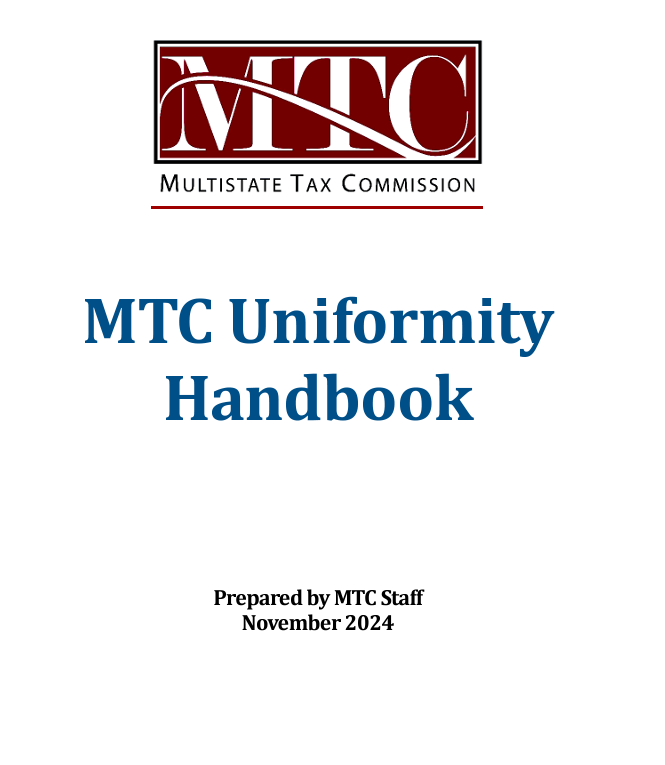 MTC
MULTISTATE TAX COMMISSION
MTC Uniformity
Handbook
Prepared by MTC Staff
November 2024